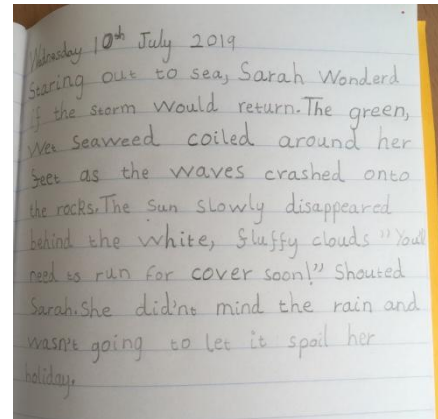 Wednesday 10th July 2019
Staring out to sea, Sarah Wonderd
if the storm would return. The green,
wet seaweed coiled around her
feet as the waves crashed onto
the rocks. The Sun slowly disappeared
behind the white, fluffy clouds "You'll
need to run for cover soon!" Shouted
Sarah. She did'nt mind the rain and
wasn't going to let it spoil her
holiday.